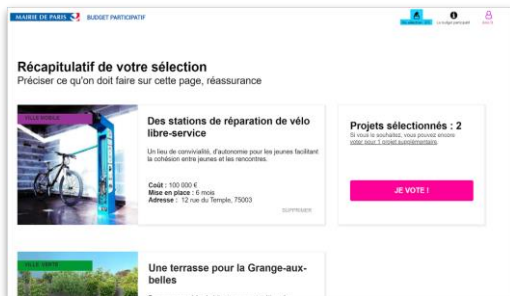 MAIRIE DE PARIS BUDGET PARTICIPATIF
Récapitulatif de votre sélection
Préciser ce qu'on doit faire sur cette page, réassurance
VILLE MOBILE
Des stations de réparation de vélo
libre-service
Un lieu de convivialité, d'autonomie pour les jeunes facilitant
la cohésion entre jeunes et les rencontres.
Coût : 100 000 €
Mise en place : 6 mois
Adresse : 12 rue du Temple, 75003
SUPPRIMER
Projets sélectionnés : 2
Si vous le souhaitez, vous pouvez encore
voter pour 1 projet supplémentaire.
JE VOTE !
Une terrasse pour la Grange-aux-
belles